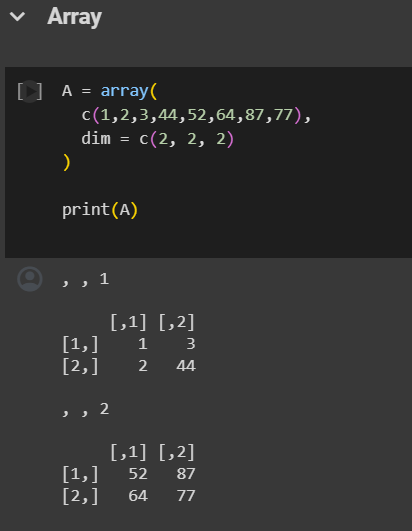 Array
[ ] A = array(
c(1,2,3,44,52,64,87,77),
dim = c(2, 2, 2)
)
print(A)
, , 1
[,1] [,2]
[1,] 1 3
[2,] 2 44
, , 2
[,1] [,2]
[1,] 52 87
[2,] 64 77